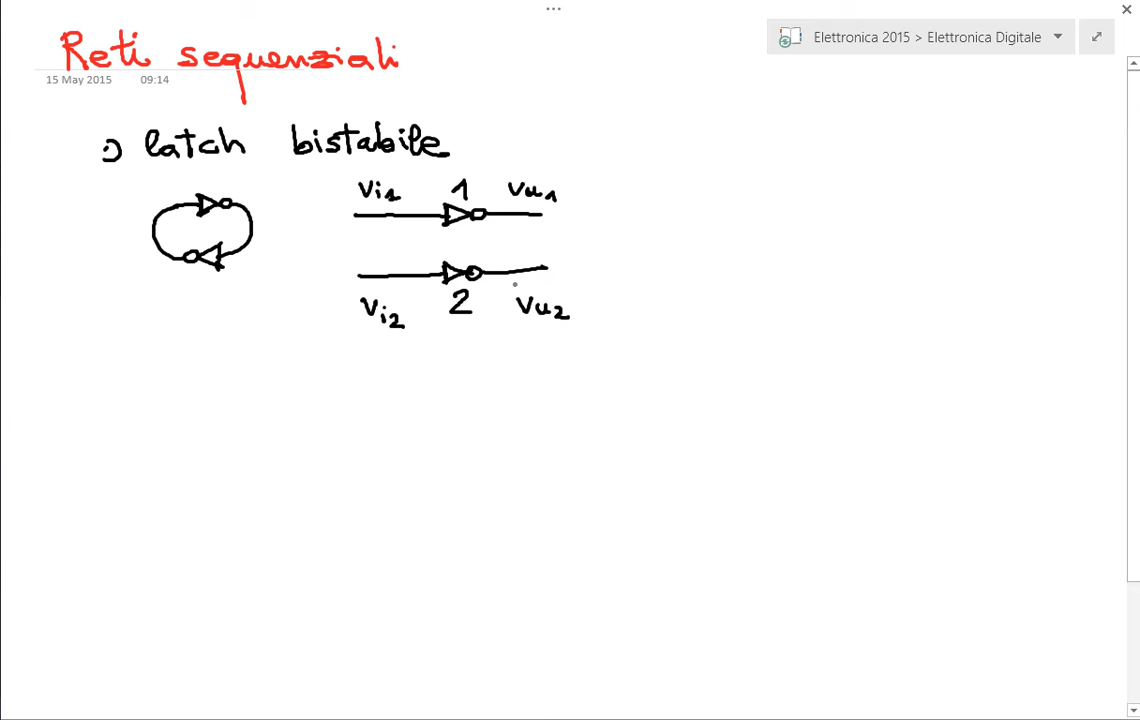 Reti sequenziali
Elettronica 2015 > Elettronica Digitale
15 May 2015 09:14
latch bistabile
Vi1 1 Vu1
Vi2 2 Vu2